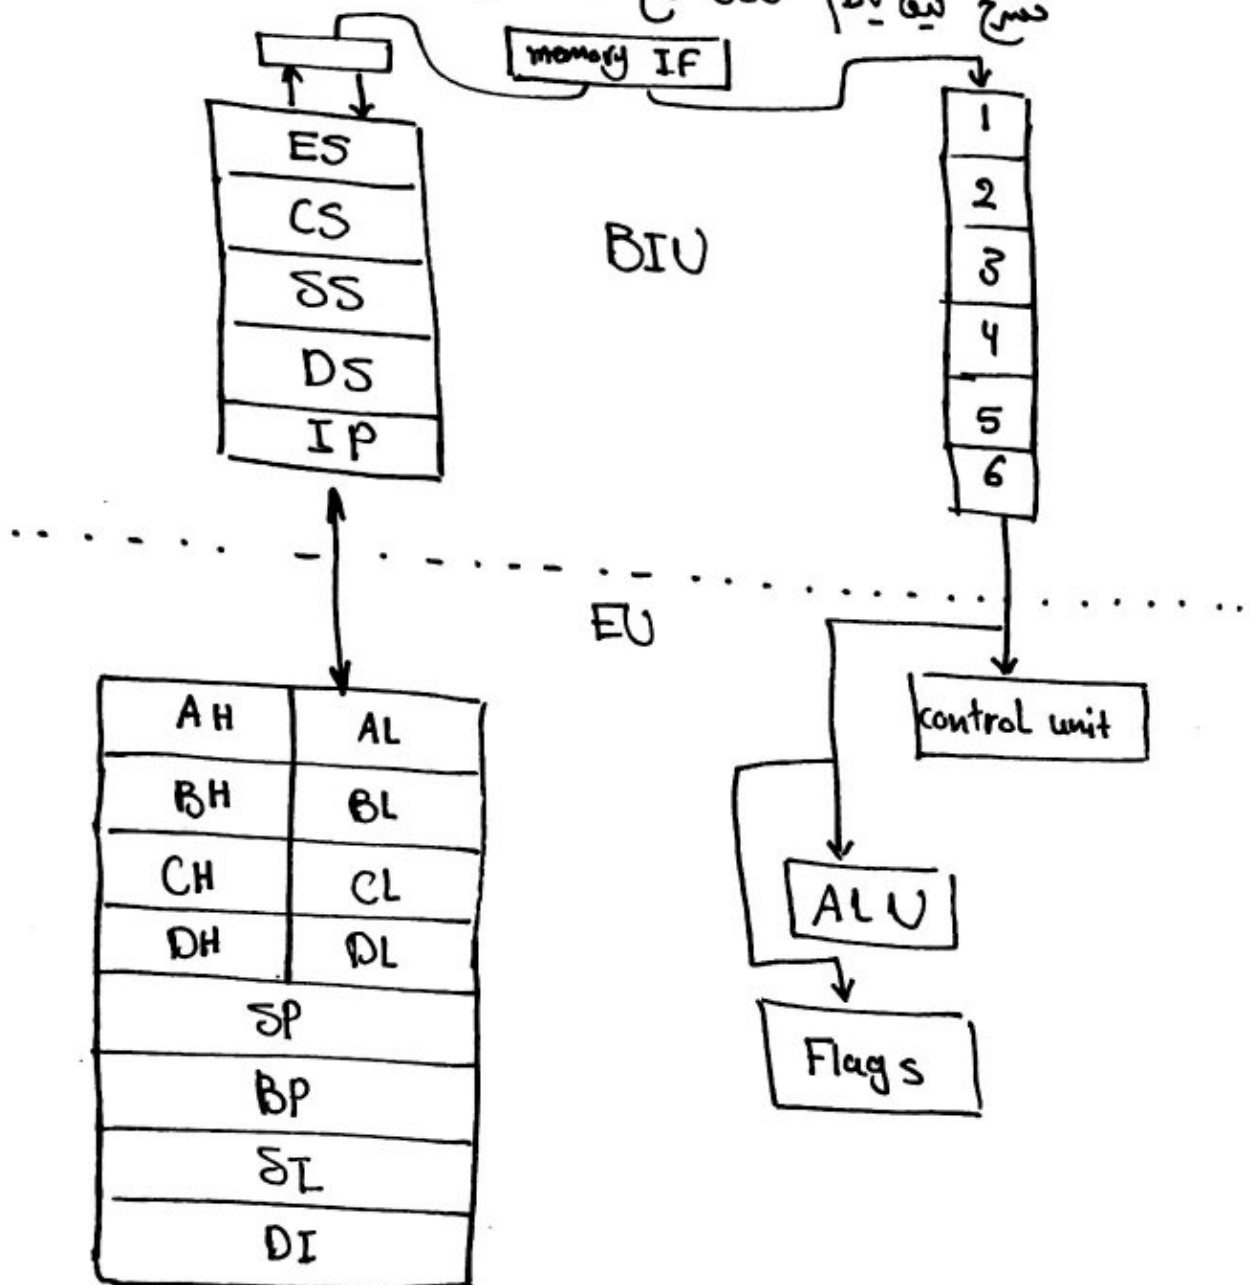 memory IF
ES
CS
SS
DS
IP
BIU
1
2
3
4
5
6
EU
AH AL
BH BL
CH CL
DH DL
SP
BP
SI
DI
control unit
ALU
Flags